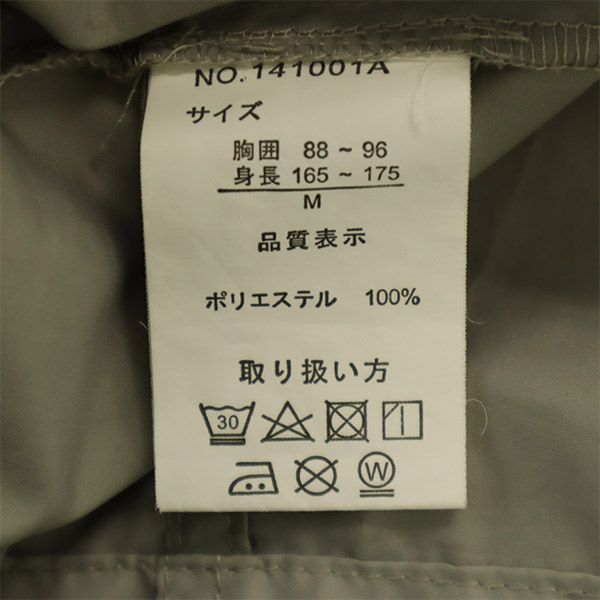 NO.141001A
サイズ
胸囲 88～96
身長 165～175
M
品質表示
ポリエステル 100%
取り扱い方
30
W